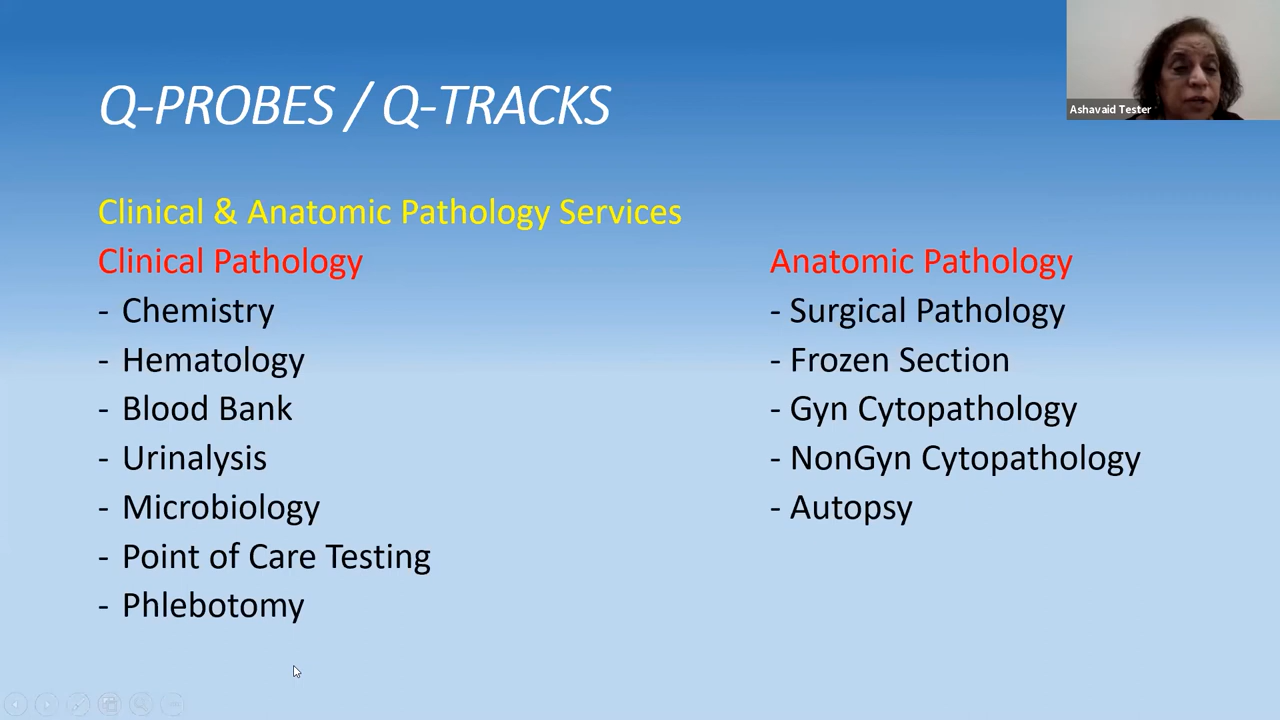 Q-PROBES / Q-TRACKS
Ashavaid Tester
Clinical & Anatomic Pathology Services
Clinical Pathology
- Chemistry
- Hematology
- Blood Bank
- Urinalysis
- Microbiology
- Point of Care Testing
- Phlebotomy
Anatomic Pathology
- Surgical Pathology
- Frozen Section
- Gyn Cytopathology
- NonGyn Cytopathology
- Autopsy